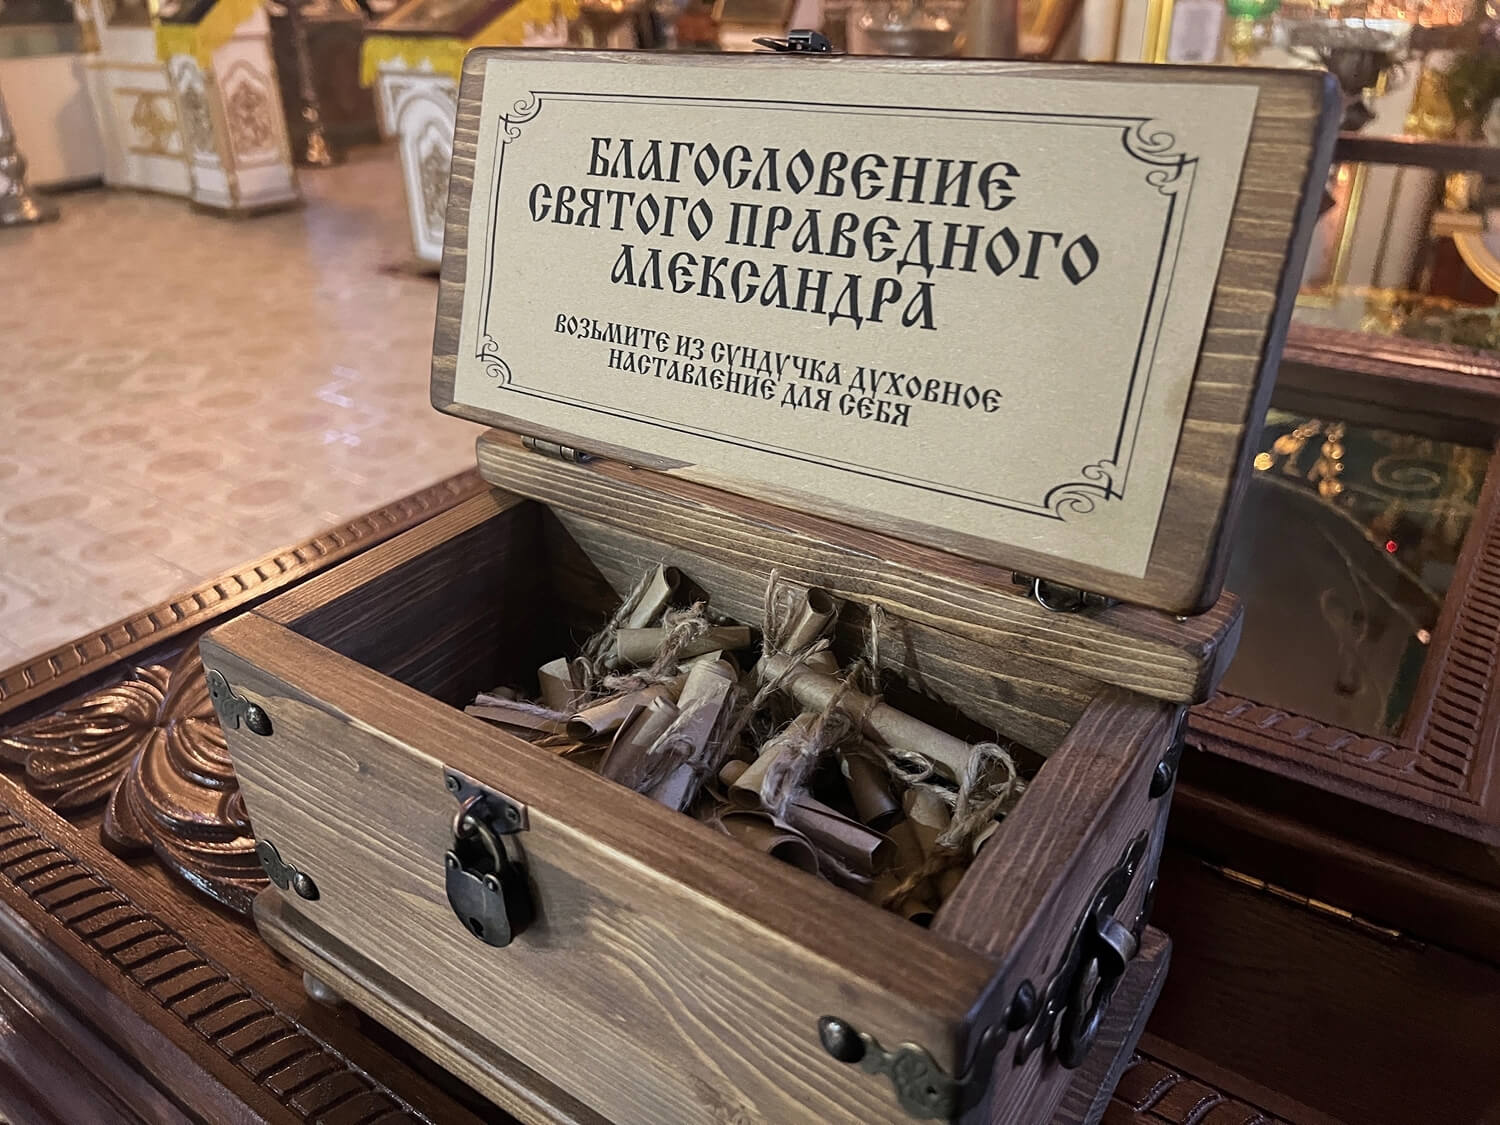 БЛАГОСЛОВЕНИЕ
СВЯТОГО ПРАВЕДНОГО
АЛЕКСАНДРА
ВОЗЬМИТЕ ИЗ СУНДУЧКА ДУХОВНОЕ
НАСТАВЛЕНИЕ ДЛЯ СЕБЯ